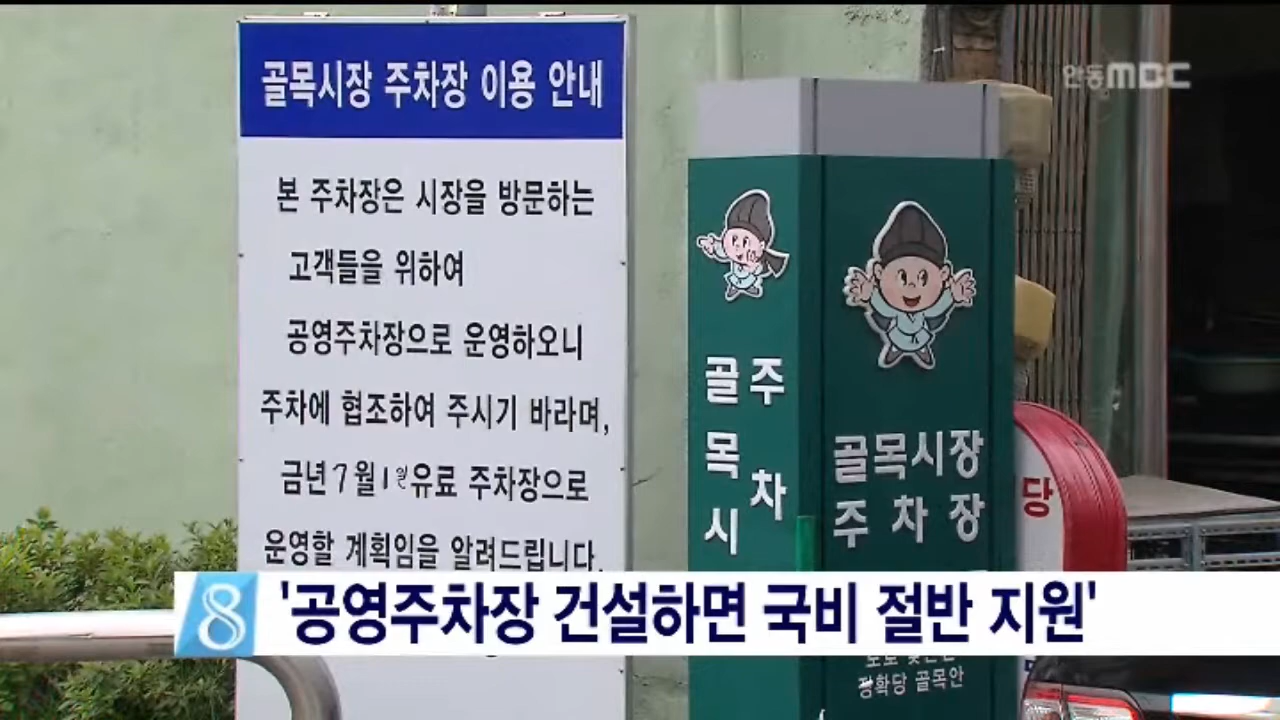 골목시장 주차장 이용 안내
본 주차장은 시장을 방문하는
고객들을 위하여
공영주차장으로 운영하오니
주차에 협조하여 주시기 바라며,
금년 7월 1일 유료 주차장으로
운영할 계획임을 알려드립니다.
안동MBC
골목시
주차
골목시장
주차장
당
골목안
8 '공영주차장 건설하면 국비 절반 지원'